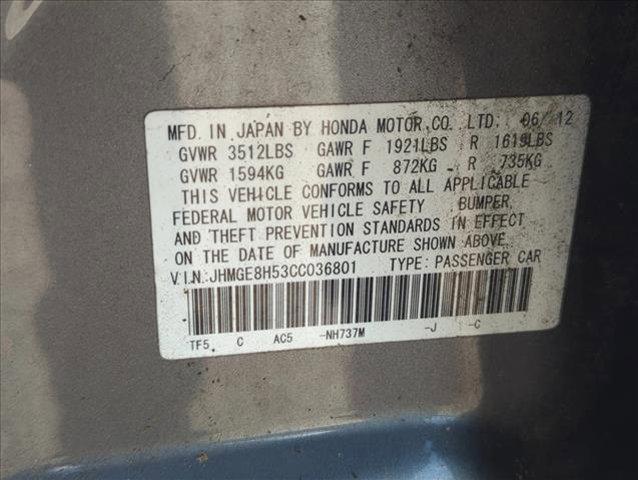 MFD. IN JAPAN BY HONDA MOTOR CO., LTD. 06/12
GVWR 3512LBS GAWR F 1921LBS R 1619LBS
GVWR 1594KG GAWR F 872KG R 735KG
THIS VEHICLE CONFORMS TO ALL APPLICABLE
FEDERAL MOTOR VEHICLE SAFETY BUMPER,
AND THEFT PREVENTION STANDARDS IN EFFECT
ON THE DATE OF MANUFACTURE SHOWN ABOVE.
V.I.N.:JHMGE8H53CC036801 TYPE: PASSENGER CAR
TF5 C AC5 -NH737M -J -C